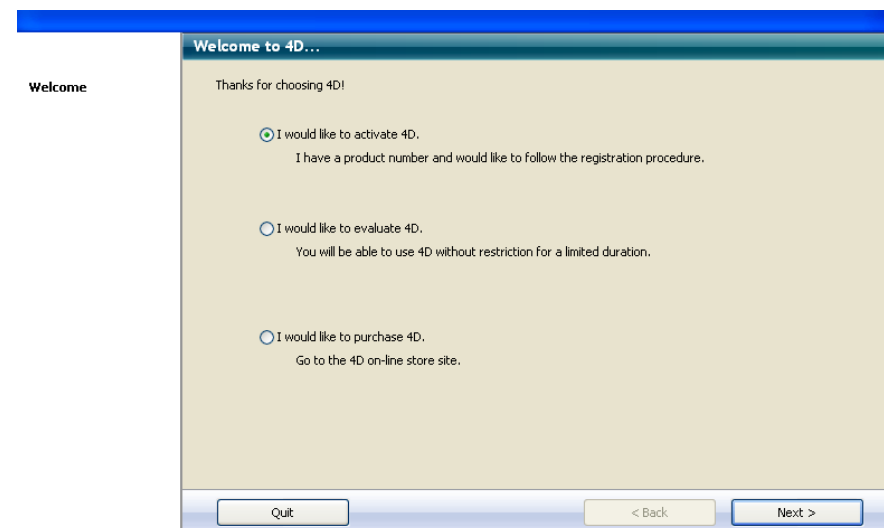 Welcome to 4D...
Welcome
Thanks for choosing 4D!
I would like to activate 4D.
I have a product number and would like to follow the registration procedure.
I would like to evaluate 4D.
You will be able to use 4D without restriction for a limited duration.
I would like to purchase 4D.
Go to the 4D on-line store site.
Quit
< Back
Next >